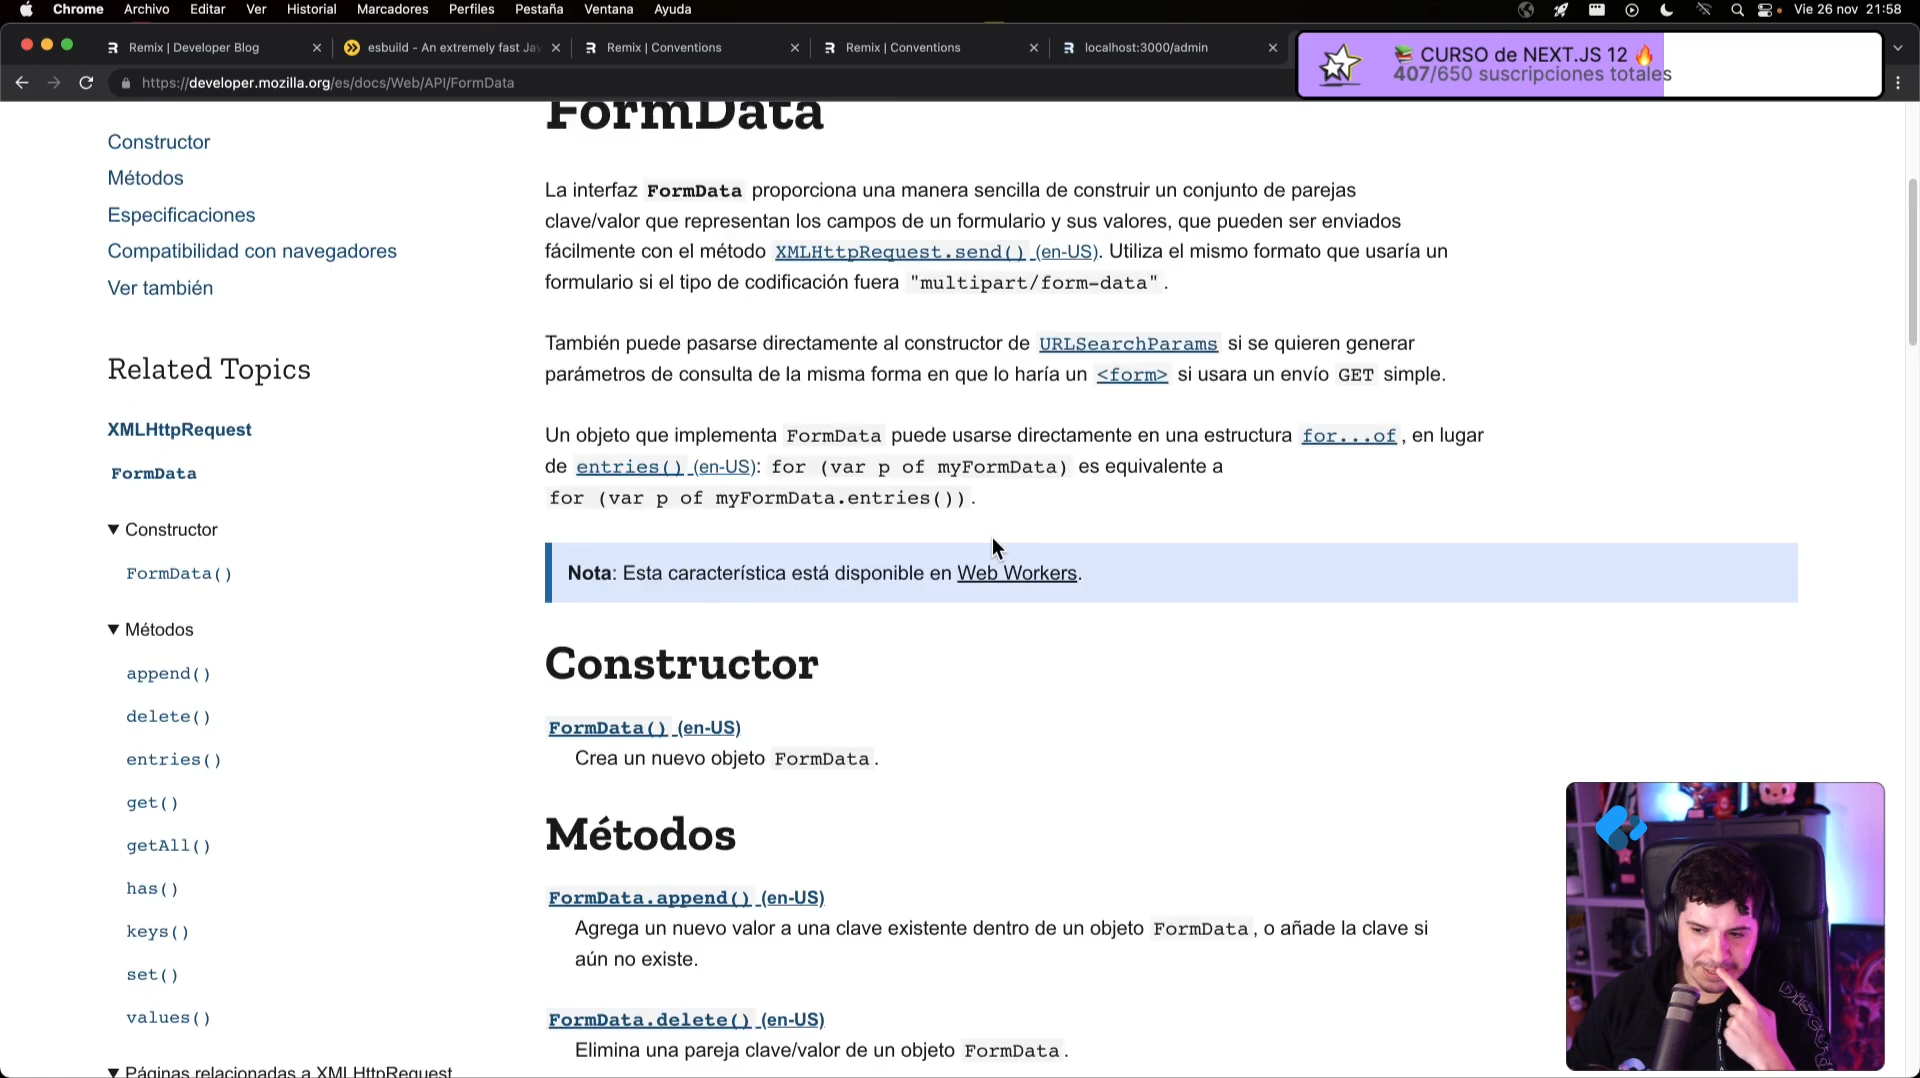 Chrome Archivo Editar Ver Historial Marcadores Perfiles Pestaña Ventana Ayuda Vie 26 nov 21:58
Remix | Developer Blog esbuild - An extremely fast Jav Remix | Conventions Remix | Conventions localhost:3000/admin
https://developer.mozilla.org/es/docs/Web/API/FormData
📚 CURSO de NEXT.JS 12 🔥
407/650 suscripciones totales
Constructor
Métodos
Especificaciones
Compatibilidad con navegadores
Ver también
Related Topics
XMLHttpRequest
FormData
▼ Constructor
FormData()
▼ Métodos
append()
delete()
entries()
get()
getAll()
has()
keys()
set()
values()
▼ Páginas relacionadas a XMLHttpRequest
FormData
La interfaz FormData proporciona una manera sencilla de construir un conjunto de parejas
clave/valor que representan los campos de un formulario y sus valores, que pueden ser enviados
fácilmente con el método XMLHttpRequest.send() (en-US). Utiliza el mismo formato que usaría un
formulario si el tipo de codificación fuera "multipart/form-data".
También puede pasarse directamente al constructor de URLSearchParams si se quieren generar
parámetros de consulta de la misma forma en que lo haría un <form> si usara un envío GET simple.
Un objeto que implementa FormData puede usarse directamente en una estructura for...of, en lugar
de entries() (en-US): for (var p of myFormData) es equivalente a
for (var p of myFormData.entries()).
Nota: Esta característica está disponible en Web Workers.
Constructor
FormData() (en-US)
Crea un nuevo objeto FormData.
Métodos
FormData.append() (en-US)
Agrega un nuevo valor a una clave existente dentro de un objeto FormData, o añade la clave si
aún no existe.
FormData.delete() (en-US)
Elimina una pareja clave/valor de un objeto FormData.